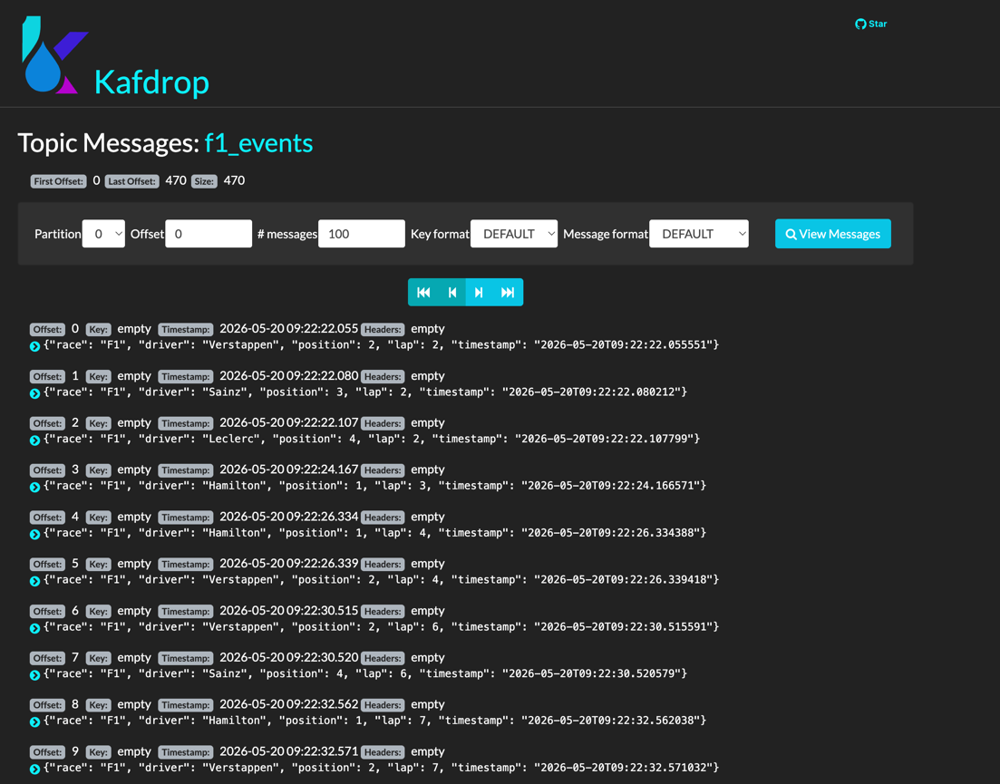 Star
Kafdrop
Topic Messages: f1_events
First Offset: 0 Last Offset: 470 Size: 470
Partition 0 Offset 0 # messages 100 Key format DEFAULT Message format DEFAULT View Messages
Offset: 0 Key: empty Timestamp: 2026-05-20 09:22:22.055 Headers: empty
{"race": "F1", "driver": "Verstappen", "position": 2, "lap": 2, "timestamp": "2026-05-20T09:22:22.055551"}
Offset: 1 Key: empty Timestamp: 2026-05-20 09:22:22.080 Headers: empty
{"race": "F1", "driver": "Sainz", "position": 3, "lap": 2, "timestamp": "2026-05-20T09:22:22.080212"}
Offset: 2 Key: empty Timestamp: 2026-05-20 09:22:22.107 Headers: empty
{"race": "F1", "driver": "Leclerc", "position": 4, "lap": 2, "timestamp": "2026-05-20T09:22:22.107799"}
Offset: 3 Key: empty Timestamp: 2026-05-20 09:22:24.167 Headers: empty
{"race": "F1", "driver": "Hamilton", "position": 1, "lap": 3, "timestamp": "2026-05-20T09:22:24.166571"}
Offset: 4 Key: empty Timestamp: 2026-05-20 09:22:26.334 Headers: empty
{"race": "F1", "driver": "Hamilton", "position": 1, "lap": 4, "timestamp": "2026-05-20T09:22:26.334388"}
Offset: 5 Key: empty Timestamp: 2026-05-20 09:22:26.339 Headers: empty
{"race": "F1", "driver": "Verstappen", "position": 2, "lap": 4, "timestamp": "2026-05-20T09:22:26.339418"}
Offset: 6 Key: empty Timestamp: 2026-05-20 09:22:30.515 Headers: empty
{"race": "F1", "driver": "Verstappen", "position": 2, "lap": 6, "timestamp": "2026-05-20T09:22:30.515591"}
Offset: 7 Key: empty Timestamp: 2026-05-20 09:22:30.520 Headers: empty
{"race": "F1", "driver": "Sainz", "position": 4, "lap": 6, "timestamp": "2026-05-20T09:22:30.520579"}
Offset: 8 Key: empty Timestamp: 2026-05-20 09:22:32.562 Headers: empty
{"race": "F1", "driver": "Hamilton", "position": 1, "lap": 7, "timestamp": "2026-05-20T09:22:32.562038"}
Offset: 9 Key: empty Timestamp: 2026-05-20 09:22:32.571 Headers: empty
{"race": "F1", "driver": "Verstappen", "position": 2, "lap": 7, "timestamp": "2026-05-20T09:22:32.571032"}